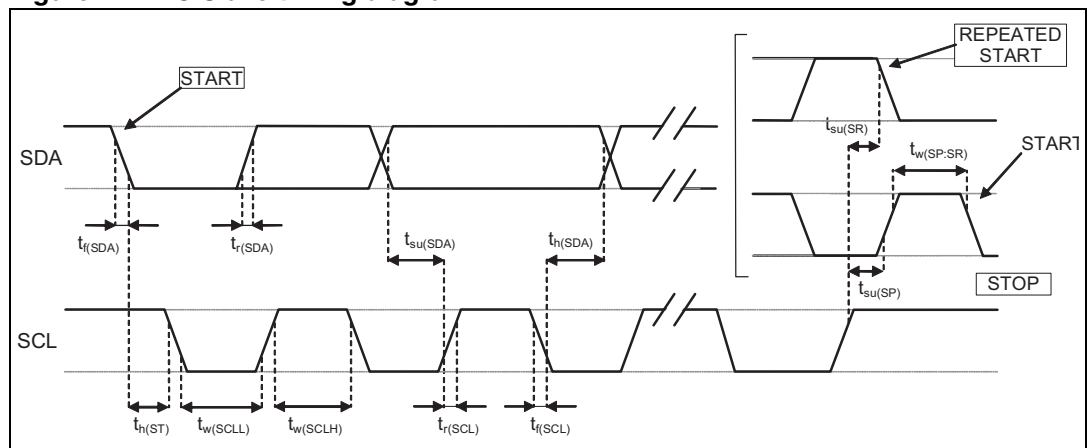 REPEATED
START
START
SDA
t_su(SR)
t_w(SP:SR)
START
t_f(SDA)
t_r(SDA)
t_su(SDA)
t_h(SDA)
t_su(SP)
STOP
SCL
t_h(ST)
t_w(SCLL)
t_w(SCLH)
t_r(SCL)
t_f(SCL)